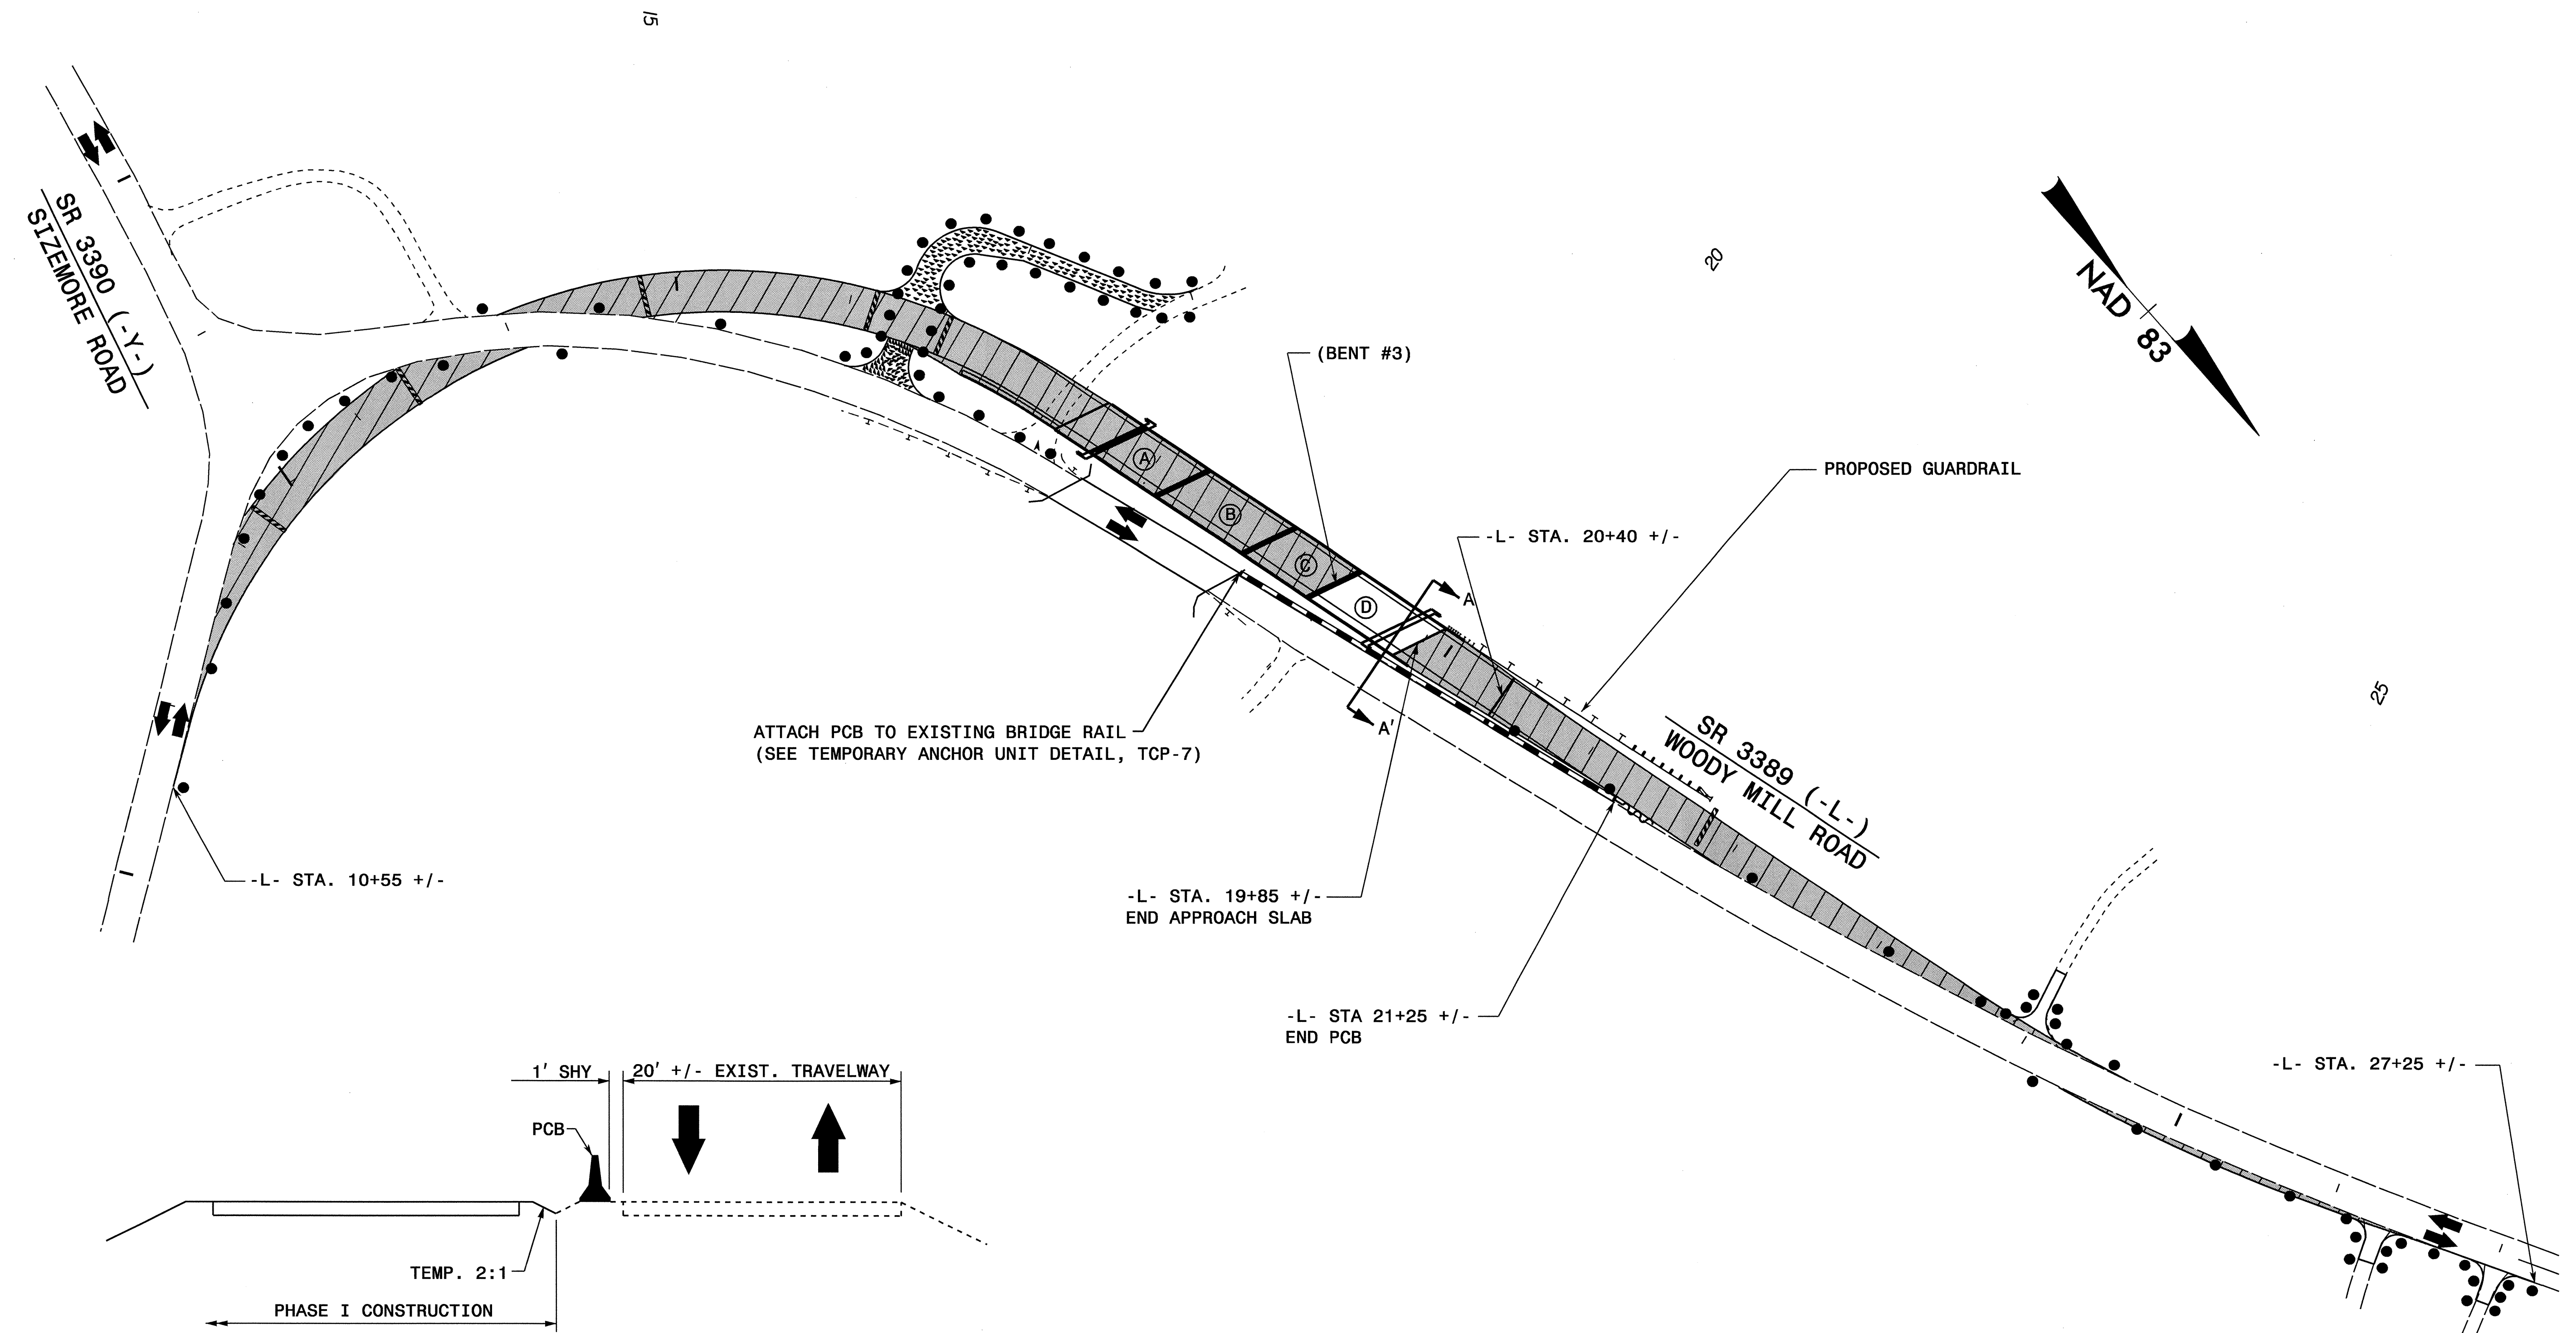 15
SR 3390 (-Y-)
SIZEMORE ROAD
20
NAD 83
(BENT #3)
PROPOSED GUARDRAIL
A
B
C
D
-L- STA. 20+40 +/-
A
A'
25
SR 3389 (-L-)
WOODY MILL ROAD
ATTACH PCB TO EXISTING BRIDGE RAIL
(SEE TEMPORARY ANCHOR UNIT DETAIL, TCP-7)
-L- STA. 10+55 +/-
-L- STA. 19+85 +/-
END APPROACH SLAB
-L- STA 21+25 +/-
END PCB
-L- STA. 27+25 +/-
1' SHY
20' +/- EXIST. TRAVELWAY
PCB
TEMP. 2:1
PHASE I CONSTRUCTION